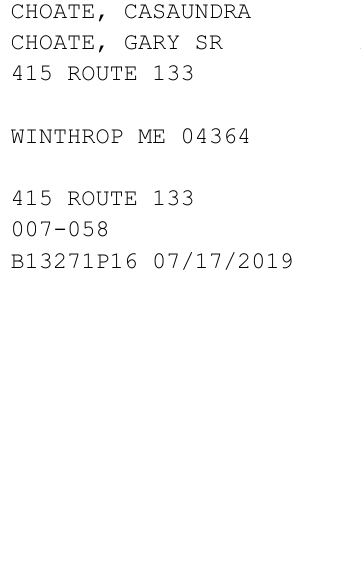 CHOATE, CASAUNDRA
CHOATE, GARY SR
415 ROUTE 133
WINTHROP ME 04364
415 ROUTE 133
007-058
B13271P16 07/17/2019